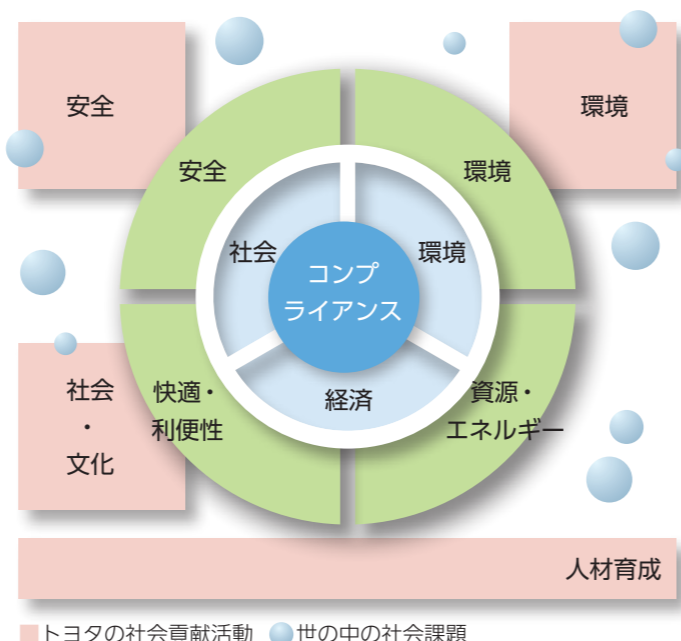 安全
環境
安全
環境
社会
環境
コンプ
ライアンス
経済
社会
・
文化
快適・
利便性
資源・
エネルギー
人材育成
トヨタの社会貢献活動 世の中の社会課題